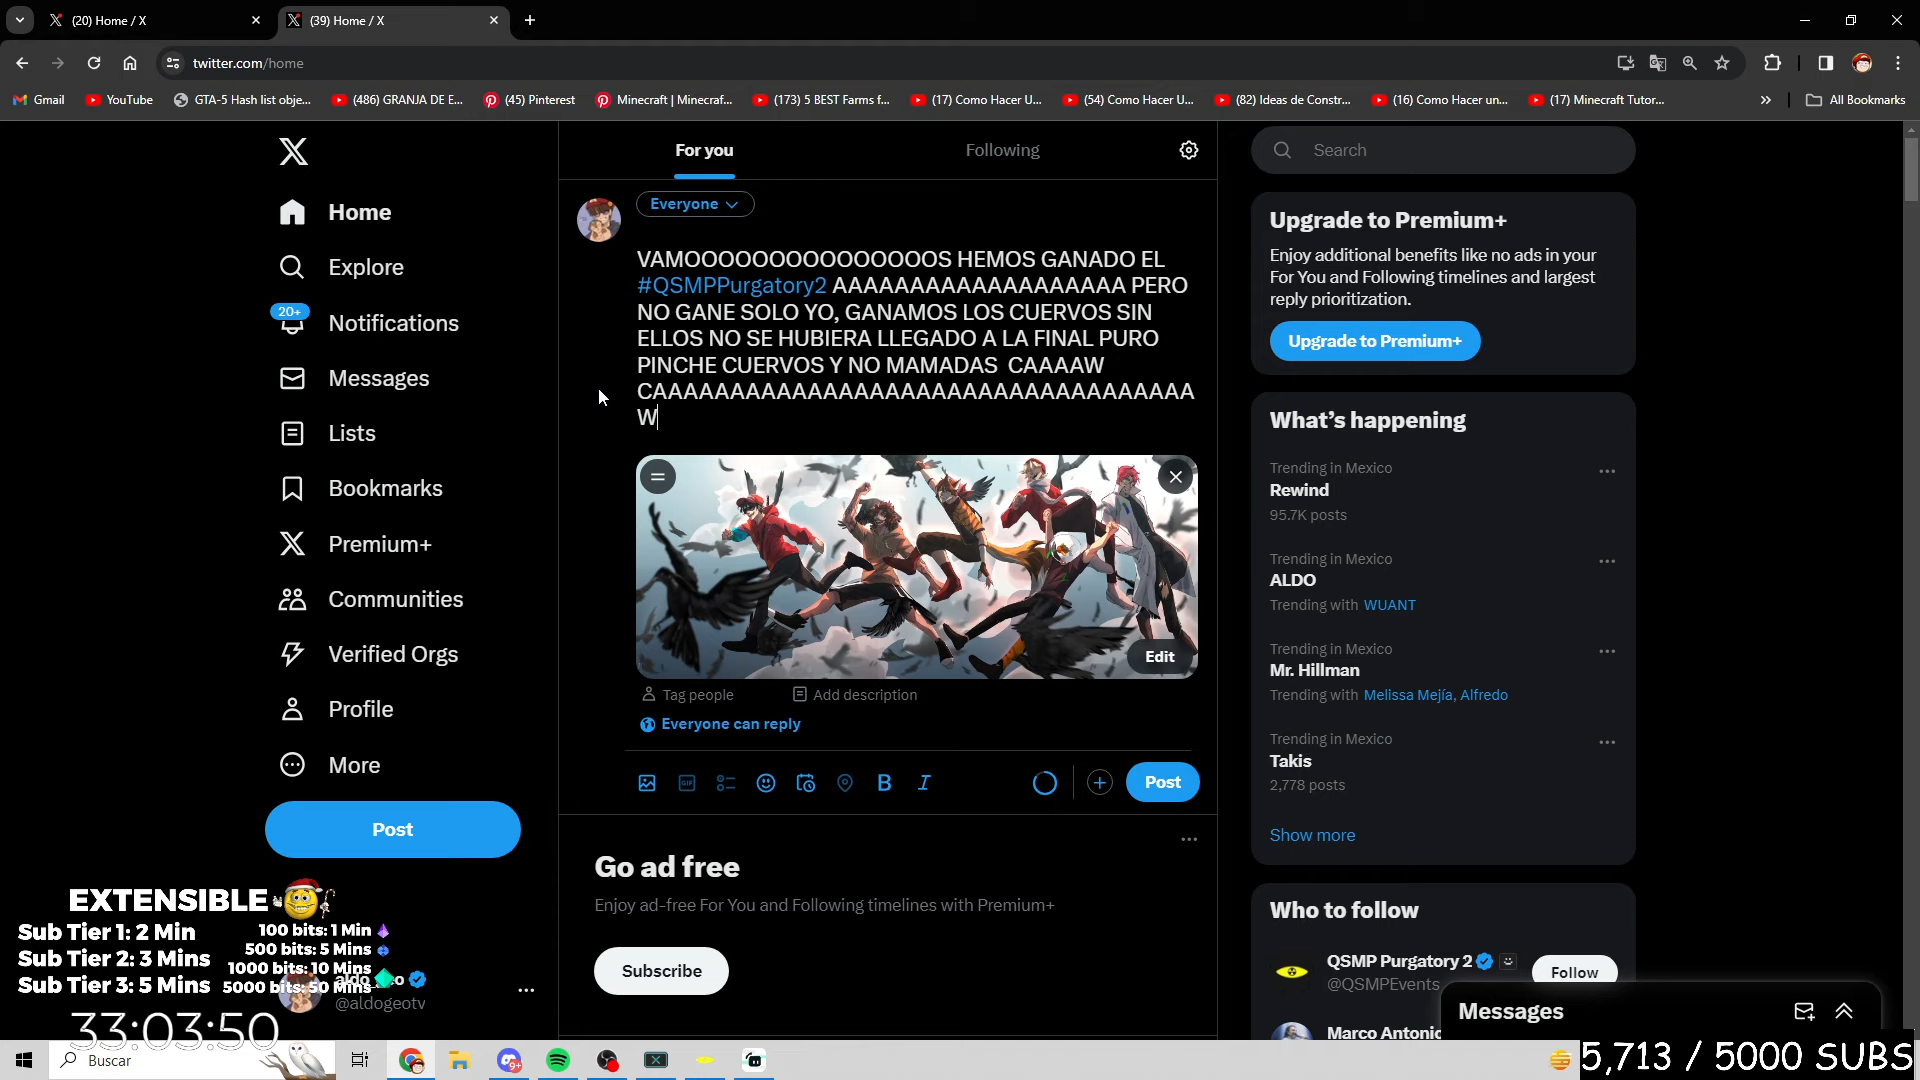 (20) Home / X
(39) Home / X
twitter.com/home
Gmail
YouTube
GTA-5 Hash list obje...
(486) GRANJA DE E...
(45) Pinterest
Minecraft | Minecraf...
(173) 5 BEST Farms f...
(17) Como Hacer U...
(54) Como Hacer U...
(82) Ideas de Constr...
(16) Como Hacer un...
(17) Minecraft Tutor...
All Bookmarks
Home
Explore
20+
Notifications
Messages
Lists
Bookmarks
Premium+
Communities
Verified Orgs
Profile
More
Post
@aldogeotv
For you
Following
Everyone
VAMOOOOOOOOOOOOOOOS HEMOS GANADO EL
#QSMPPurgatory2 AAAAAAAAAAAAAAAAAAA PERO
NO GANE SOLO YO, GANAMOS LOS CUERVOS SIN
ELLOS NO SE HUBIERA LLEGADO A LA FINAL PURO
PINCHE CUERVOS Y NO MAMADAS  CAAAAW
CAAAAAAAAAAAAAAAAAAAAAAAAAAAAAAAAAAA
W
Edit
Tag people
Add description
Everyone can reply
GIF
B
I
Post
Go ad free
Enjoy ad-free For You and Following timelines with Premium+
Subscribe
Search
Upgrade to Premium+
Enjoy additional benefits like no ads in your
For You and Following timelines and largest
reply prioritization.
Upgrade to Premium+
What's happening
Trending in Mexico
Rewind
95.7K posts
Trending in Mexico
ALDO
Trending with WUANT
Trending in Mexico
Mr. Hillman
Trending with Melissa Mejía, Alfredo
Trending in Mexico
Takis
2,778 posts
Show more
Who to follow
QSMP Purgatory 2
@QSMPEvents
Follow
Marco Antonio
Messages
EXTENSIBLE
Sub Tier 1: 2 Min
Sub Tier 2: 3 Mins
Sub Tier 3: 5 Mins
100 bits: 1 Min
500 bits: 5 Mins
1000 bits: 10 Mins
5000 bits: 50 Mins
33:03:50
Buscar
9+
5,713 / 5000 SUBS